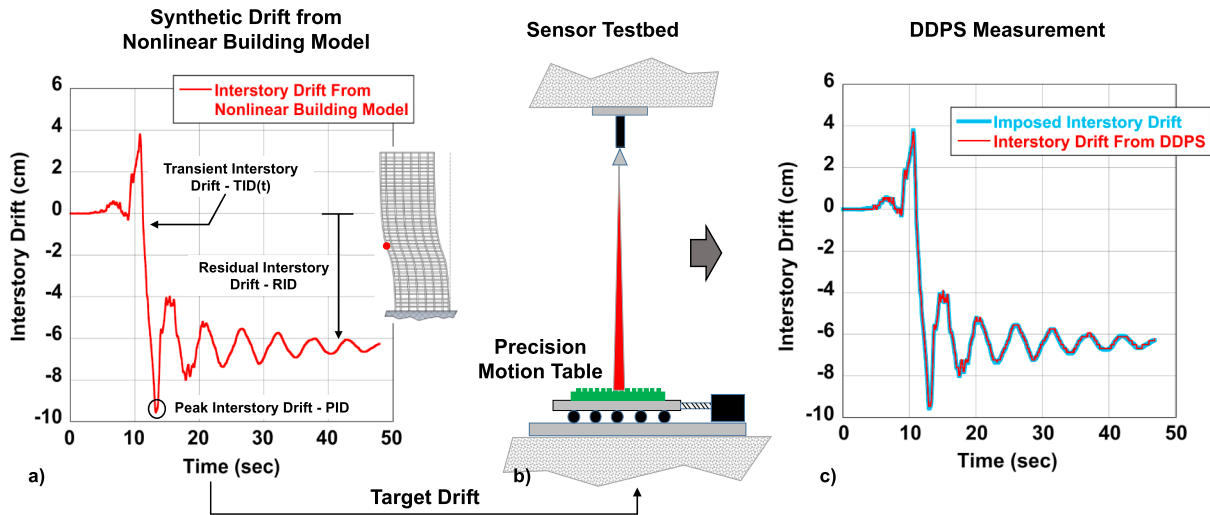 Synthetic Drift from
Nonlinear Building Model
Interstory Drift (cm)
6
4
2
0
-2
-4
-6
-8
-10
Interstory Drift From
Nonlinear Building Model
Transient Interstory
Drift - TID(t)
Residual Interstory
Drift - RID
Peak Interstory Drift - PID
0
10
20
30
40
50
Time (sec)
a)
Target Drift
Sensor Testbed
Precision
Motion Table
b)
DDPS Measurement
Interstory Drift (cm)
6
4
2
0
-2
-4
-6
-8
-10
Imposed Interstory Drift
Interstory Drift From DDPS
0
10
20
30
40
50
Time (sec)
c)